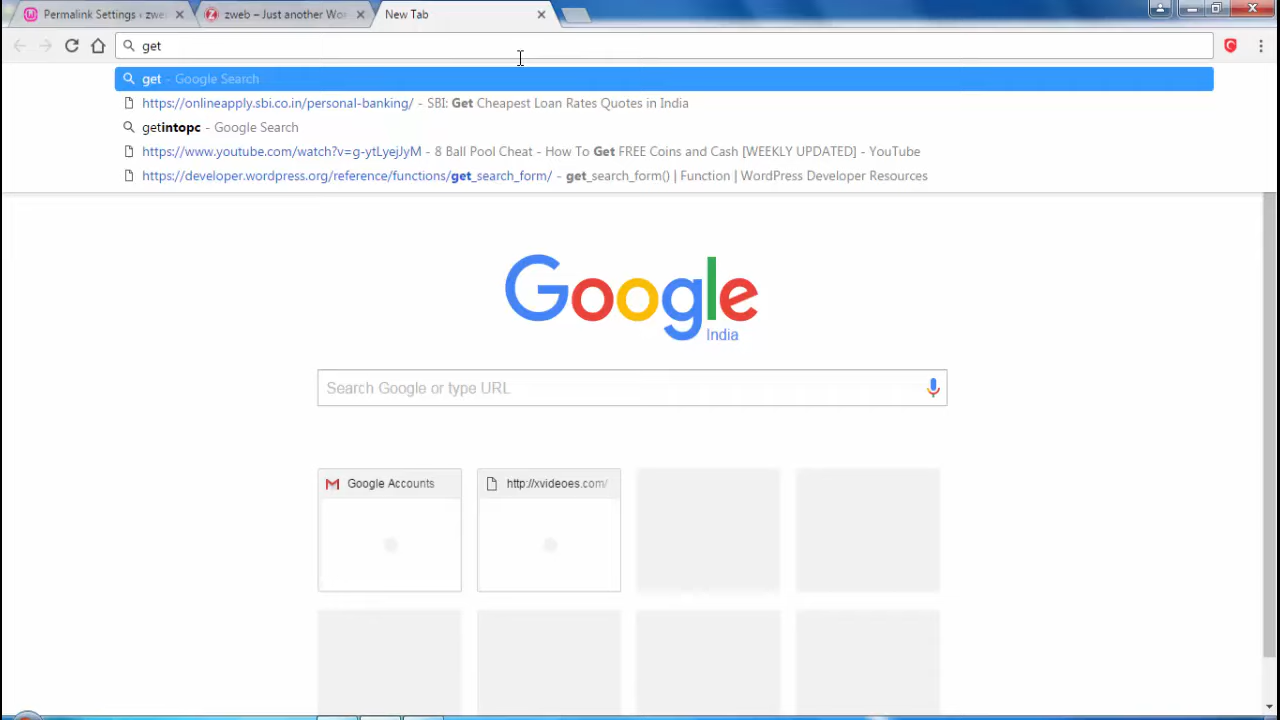 Permalink Settings ‹ zwe
zweb – Just another Wor
New Tab
get
get – Google Search
https://onlineapply.sbi.co.in/personal-banking/ – SBI: Get Cheapest Loan Rates Quotes in India
getintopc – Google Search
https://www.youtube.com/watch?v=g-ytLyejJyM – 8 Ball Pool Cheat - How To Get FREE Coins and Cash [WEEKLY UPDATED] - YouTube
https://developer.wordpress.org/reference/functions/get_search_form/ – get_search_form() | Function | WordPress Developer Resources
Google
India
Search Google or type URL
Google Accounts
http://xvideoes.com/